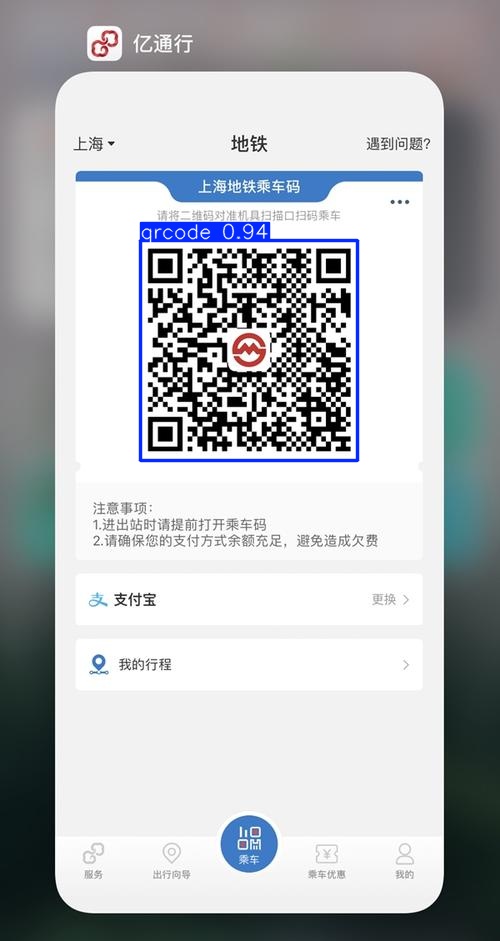 亿通行
上海
地铁
遇到问题?
上海地铁乘车码
请将二维码对准机具扫描口扫码乘车
qrcode 0.94
注意事项：
1.进出站时请提前打开乘车码
2.请确保您的支付方式余额充足，避免造成欠费
支付宝
更换
我的行程
服务
出行向导
乘车
乘车优惠
我的